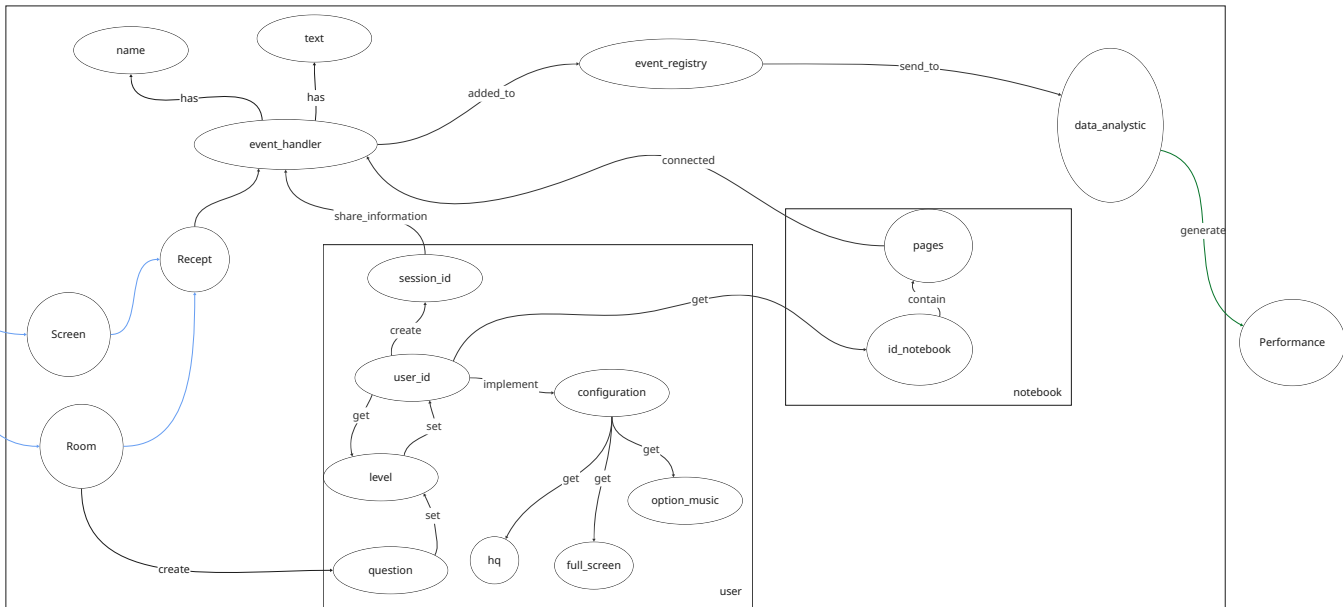 text
name
event_registry
send_to
added_to
has
has
data_analystic
event_handler
connected
share_information
generate
pages
Recept
session_id
get
contain
create
Screen
Performance
id_notebook
user_id
implement
configuration
notebook
get
set
Room
get
level
get
get
option_music
set
hq
full_screen
create
question
user